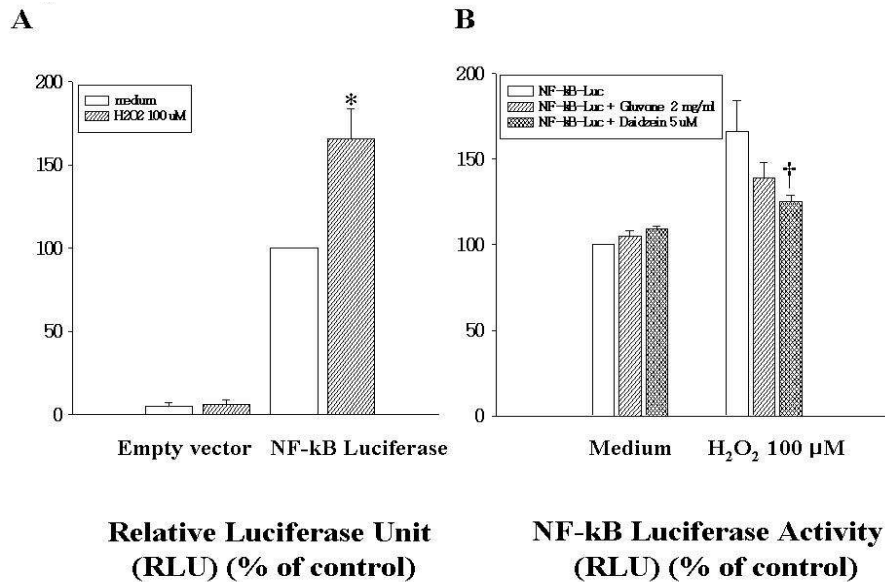 A
B
200
150
100
50
0
medium
H2O2 100 uM
*
Empty vector
NF-kB Luciferase
Relative Luciferase Unit
(RLU) (% of control)
200
150
100
50
0
NF-kB-Luc
NF-kB-Luc + Gluvone 2 mg/ml
NF-kB-Luc + Daidzein 5 uM
†
Medium
H₂O₂ 100 µM
NF-kB Luciferase Activity
(RLU) (% of control)